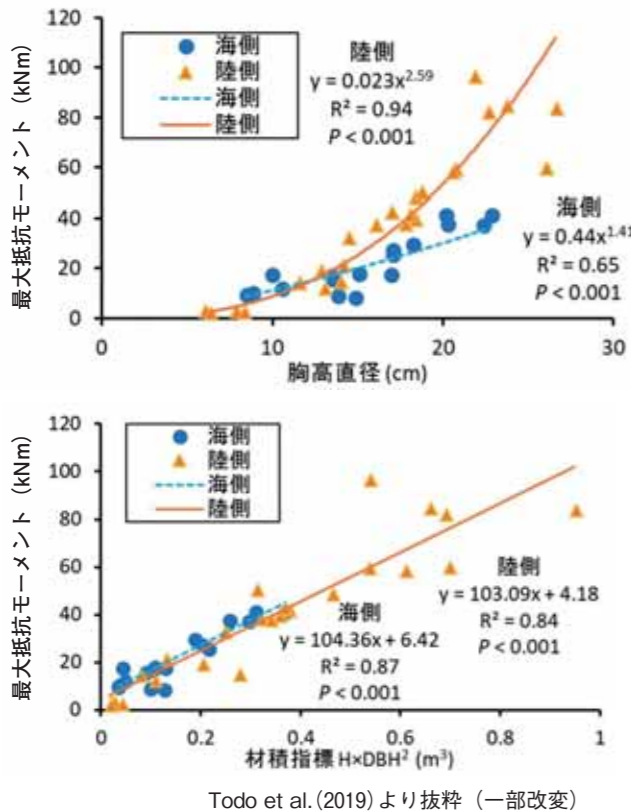 最大抵抗モーメント (kNm)
120
100
80
60
40
20
0
海側
陸側
海側
陸側
陸側
y = 0.023x^2.59
R² = 0.94
P < 0.001
海側
y = 0.44x^1.41
R² = 0.65
P < 0.001
0 10 20 30
胸高直径 (cm)
最大抵抗モーメント (kNm)
120
100
80
60
40
20
0
海側
陸側
海側
陸側
陸側
y = 103.09x + 4.18
R² = 0.84
P < 0.001
海側
y = 104.36x + 6.42
R² = 0.87
P < 0.001
0 0.2 0.4 0.6 0.8 1
材積指標 H×DBH² (m³)
Todo et al.(2019)より抜粋（一部改変）